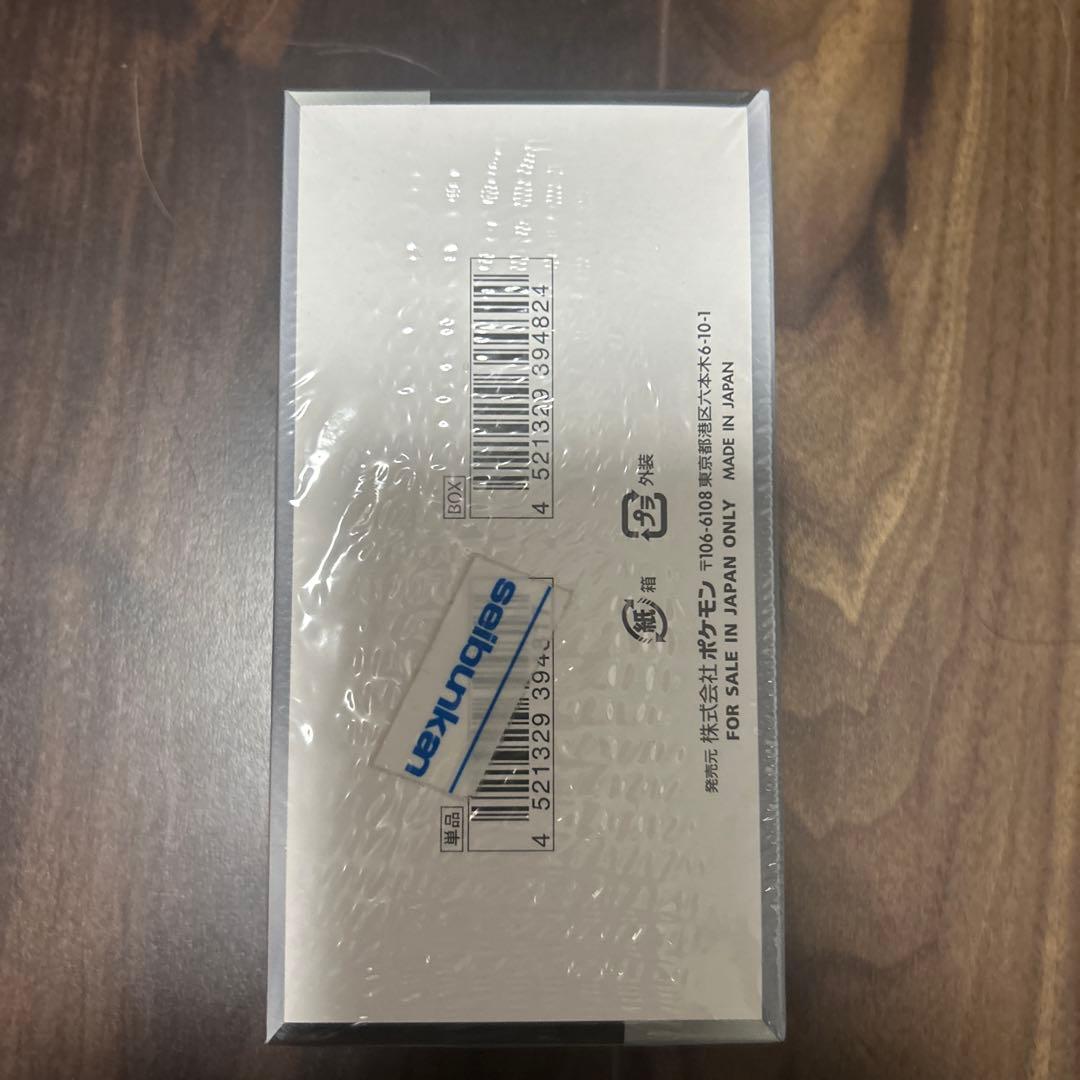 BOX
4 521329 394824
単品
4 521329 394
seibunkan
紙 箱
プラ 外装
発売元 株式会社ポケモン 〒106-6108 東京都港区六本木6-10-1
FOR SALE IN JAPAN ONLY MADE IN JAPAN